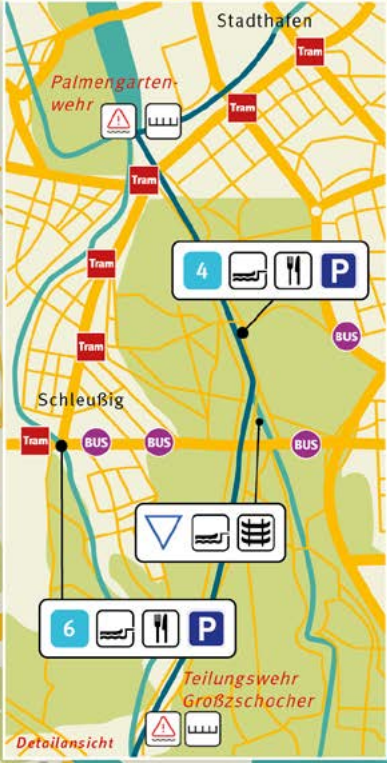 Stadthafen
Tram
Palmengarten-
wehr
Tram
Tram
4
P
Tram
BUS
Tram
Schleußig
Tram
BUS
BUS
BUS
6
P
Teilungswehr
Großzschocher
Detailansicht